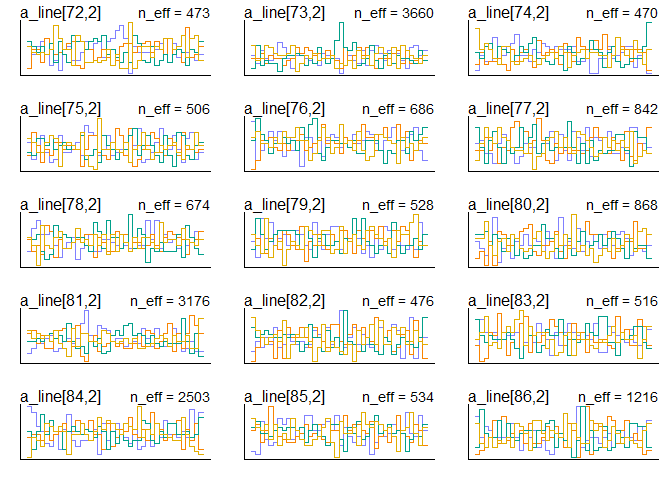 a_line[72,2] n_eff = 473 a_line[73,2] n_eff = 3660 a_line[74,2] n_eff = 470
a_line[75,2] n_eff = 506 a_line[76,2] n_eff = 686 a_line[77,2] n_eff = 842
a_line[78,2] n_eff = 674 a_line[79,2] n_eff = 528 a_line[80,2] n_eff = 868
a_line[81,2] n_eff = 3176 a_line[82,2] n_eff = 476 a_line[83,2] n_eff = 516
a_line[84,2] n_eff = 2503 a_line[85,2] n_eff = 534 a_line[86,2] n_eff = 1216